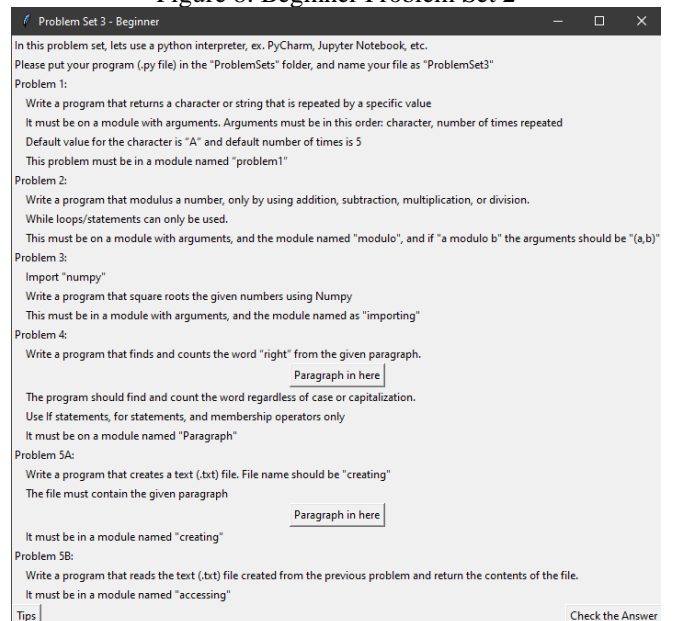 Figure 8. Beginner Problem Set 2
Problem Set 3 - Beginner
In this problem set, lets use a python interpreter, ex. PyCharm, Jupyter Notebook, etc.
Please put your program (.py file) in the "ProblemSets" folder, and name your file as "ProblemSet3"
Problem 1:
Write a program that returns a character or string that is repeated by a specific value
It must be on a module with arguments. Arguments must be in this order: character, number of times repeated
Default value for the character is "A" and default number of times is 5
This problem must be in a module named "problem1"
Problem 2:
Write a program that modulus a number, only by using addition, subtraction, multiplication, or division.
While loops/statements can only be used.
This must be on a module with arguments, and the module named "modulo", and if "a modulo b" the arguments should be "(a,b)"
Problem 3:
Import "numpy"
Write a program that square roots the given numbers using Numpy
This must be in a module with arguments, and the module named as "importing"
Problem 4:
Write a program that finds and counts the word "right" from the given paragraph.
Paragraph in here
The program should find and count the word regardless of case or capitalization.
Use If statements, for statements, and membership operators only
It must be on a module named "Paragraph"
Problem 5A:
Write a program that creates a text (.txt) file. File name should be "creating"
The file must contain the given paragraph
Paragraph in here
It must be in a module named "creating"
Problem 5B:
Write a program that reads the text (.txt) file created from the previous problem and return the contents of the file.
It must be in a module named "accessing"
Tips
Check the Answer